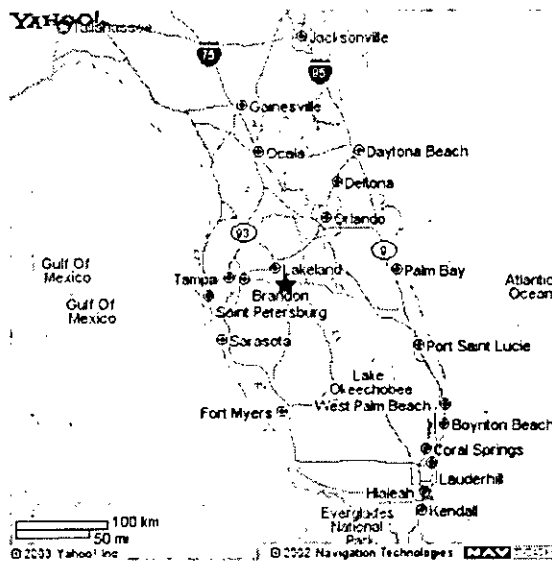 YAHOO!
Tallahassee
Jacksonville
75
95
Gainesville
Ocala
Daytona Beach
Deltona
Orlando
93
9
Gulf Of
Mexico
Lakeland
Palm Bay
Tampa
Atlantic
Ocean
Brandon
Gulf Of
Mexico
Saint Petersburg
Sarasota
Port Saint Lucie
Lake
Okeechobee
Fort Myers
West Palm Beach
Boynton Beach
Coral Springs
Lauderhill
Hialeah
Kendall
Everglades
National
Park
100 km
50 mi
© 2003 Yahoo! Inc
© 2002 Navigation Technologies
NAV